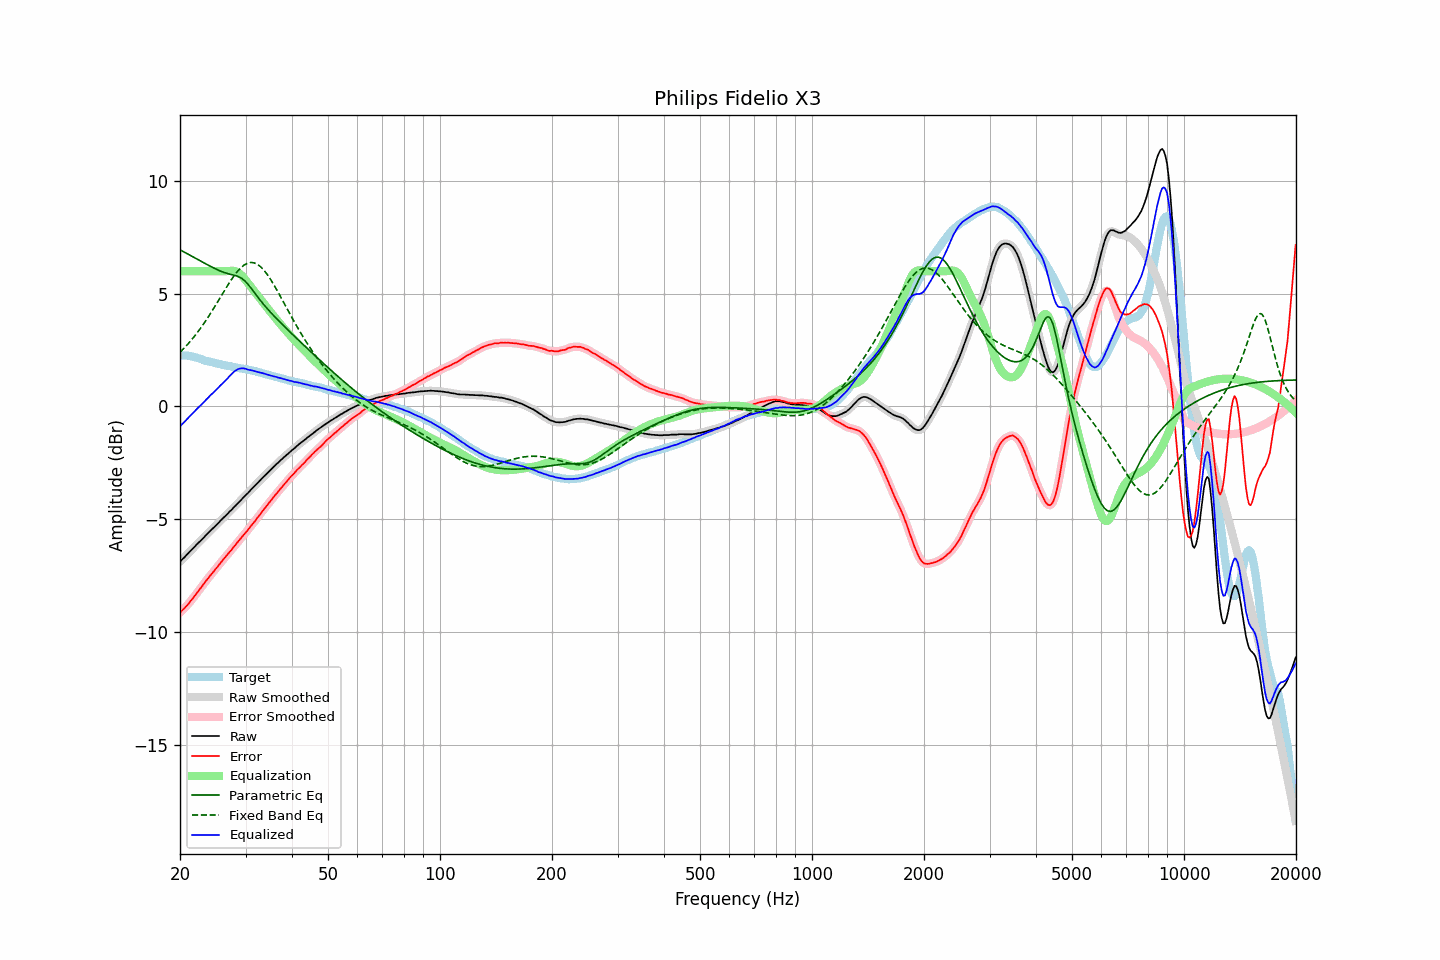 Philips Fidelio X3
Amplitude (dBr)
10
5
0
−5
−10
−15
Target
Raw Smoothed
Error Smoothed
Raw
Error
Equalization
Parametric Eq
Fixed Band Eq
Equalized
20 50 100 200 500 1000 2000 5000 10000 20000
Frequency (Hz)